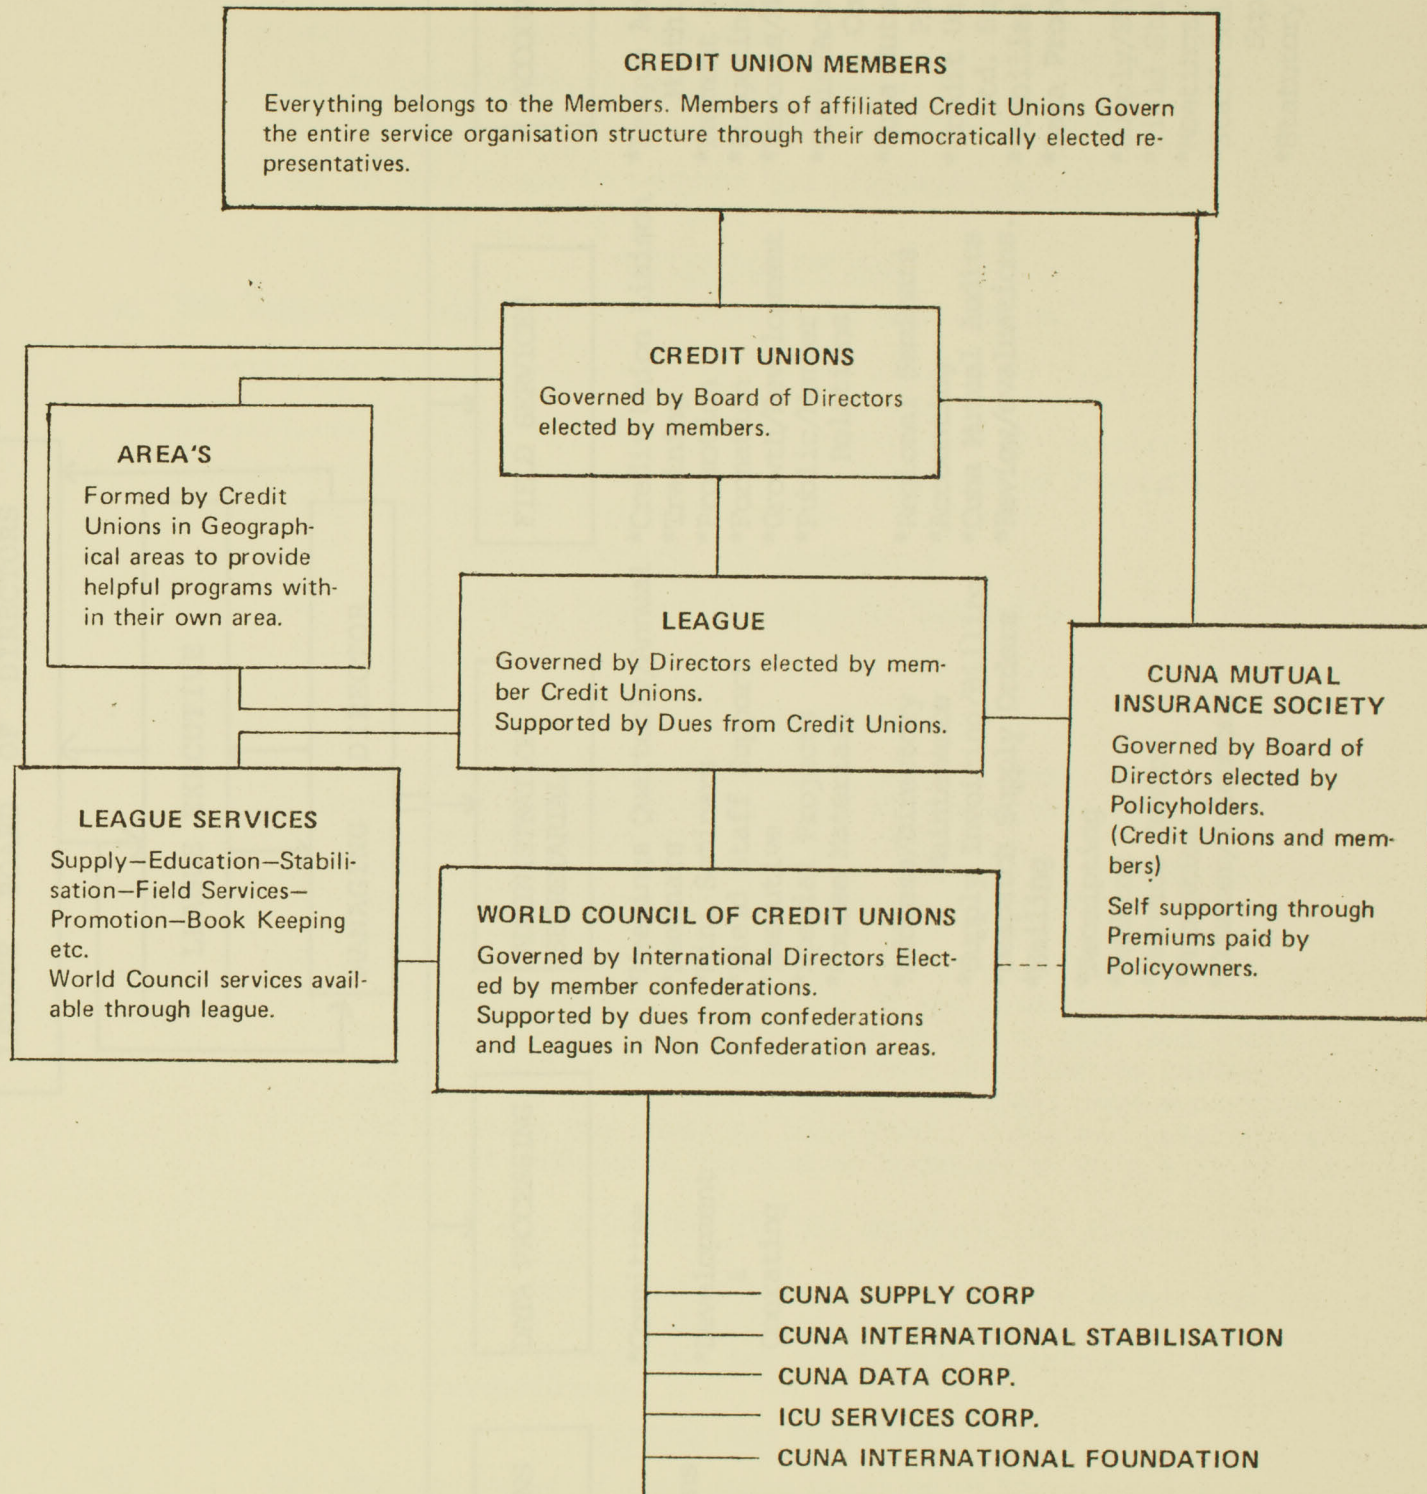 CREDIT UNION MEMBERS
Everything belongs to the Members. Members of affiliated Credit Unions Govern
the entire service organisation structure through their democratically elected re-
presentatives.
CREDIT UNIONS
Governed by Board of Directors
elected by members.
AREA'S
Formed by Credit
Unions in Geograph-
ical areas to provide
helpful programs with-
in their own area.
LEAGUE
Governed by Directors elected by mem-
ber Credit Unions.
Supported by Dues from Credit Unions.
CUNA MUTUAL
INSURANCE SOCIETY
Governed by Board of
Directors elected by
Policyholders.
(Credit Unions and mem-
bers)
Self supporting through
Premiums paid by
Policyowners.
LEAGUE SERVICES
Supply—Education—Stabili-
sation—Field Services—
Promotion—Book Keeping
etc.
World Council services avail-
able through league.
WORLD COUNCIL OF CREDIT UNIONS
Governed by International Directors Elect-
ed by member confederations.
Supported by dues from confederations
and Leagues in Non Confederation areas.
CUNA SUPPLY CORP
CUNA INTERNATIONAL STABILISATION
CUNA DATA CORP.
ICU SERVICES CORP.
CUNA INTERNATIONAL FOUNDATION